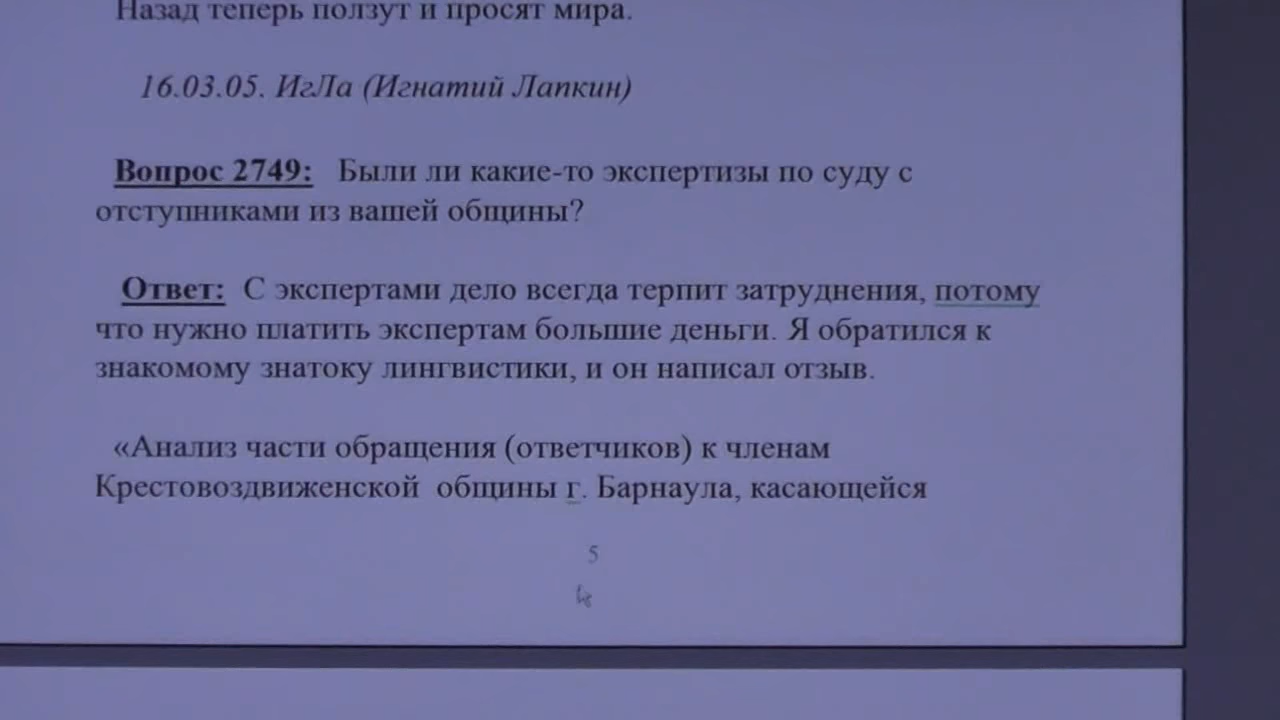 Назад теперь ползут и просят мира.
16.03.05. ИгЛа (Игнатий Лапкин)
Вопрос 2749: Были ли какие-то экспертизы по суду с
отступниками из вашей общины?
Ответ: С экспертами дело всегда терпит затруднения, потому
что нужно платить экспертам большие деньги. Я обратился к
знакомому знатоку лингвистики, и он написал отзыв.
«Анализ части обращения (ответчиков) к членам
Крестовоздвиженской общины г. Барнаула, касающейся
5